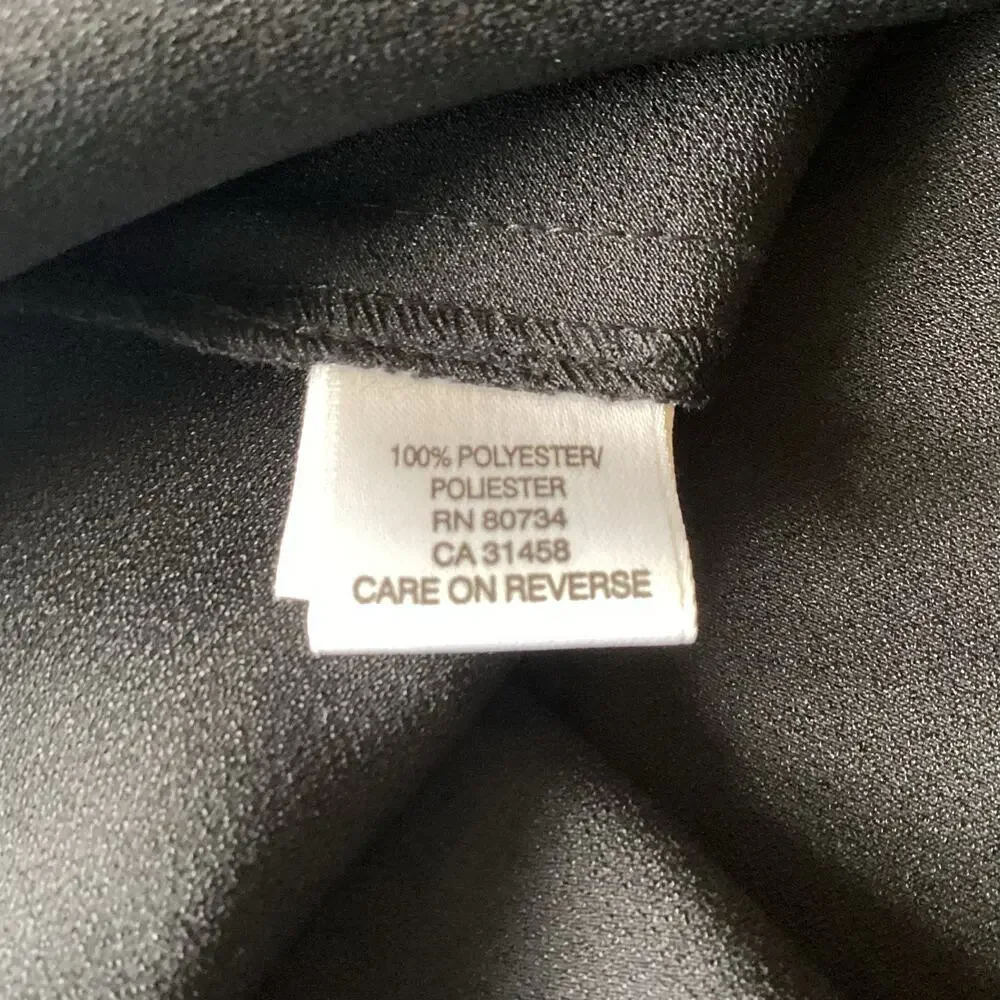 100% POLYESTER/
POLIESTER
RN 80734
CA 31458
CARE ON REVERSE